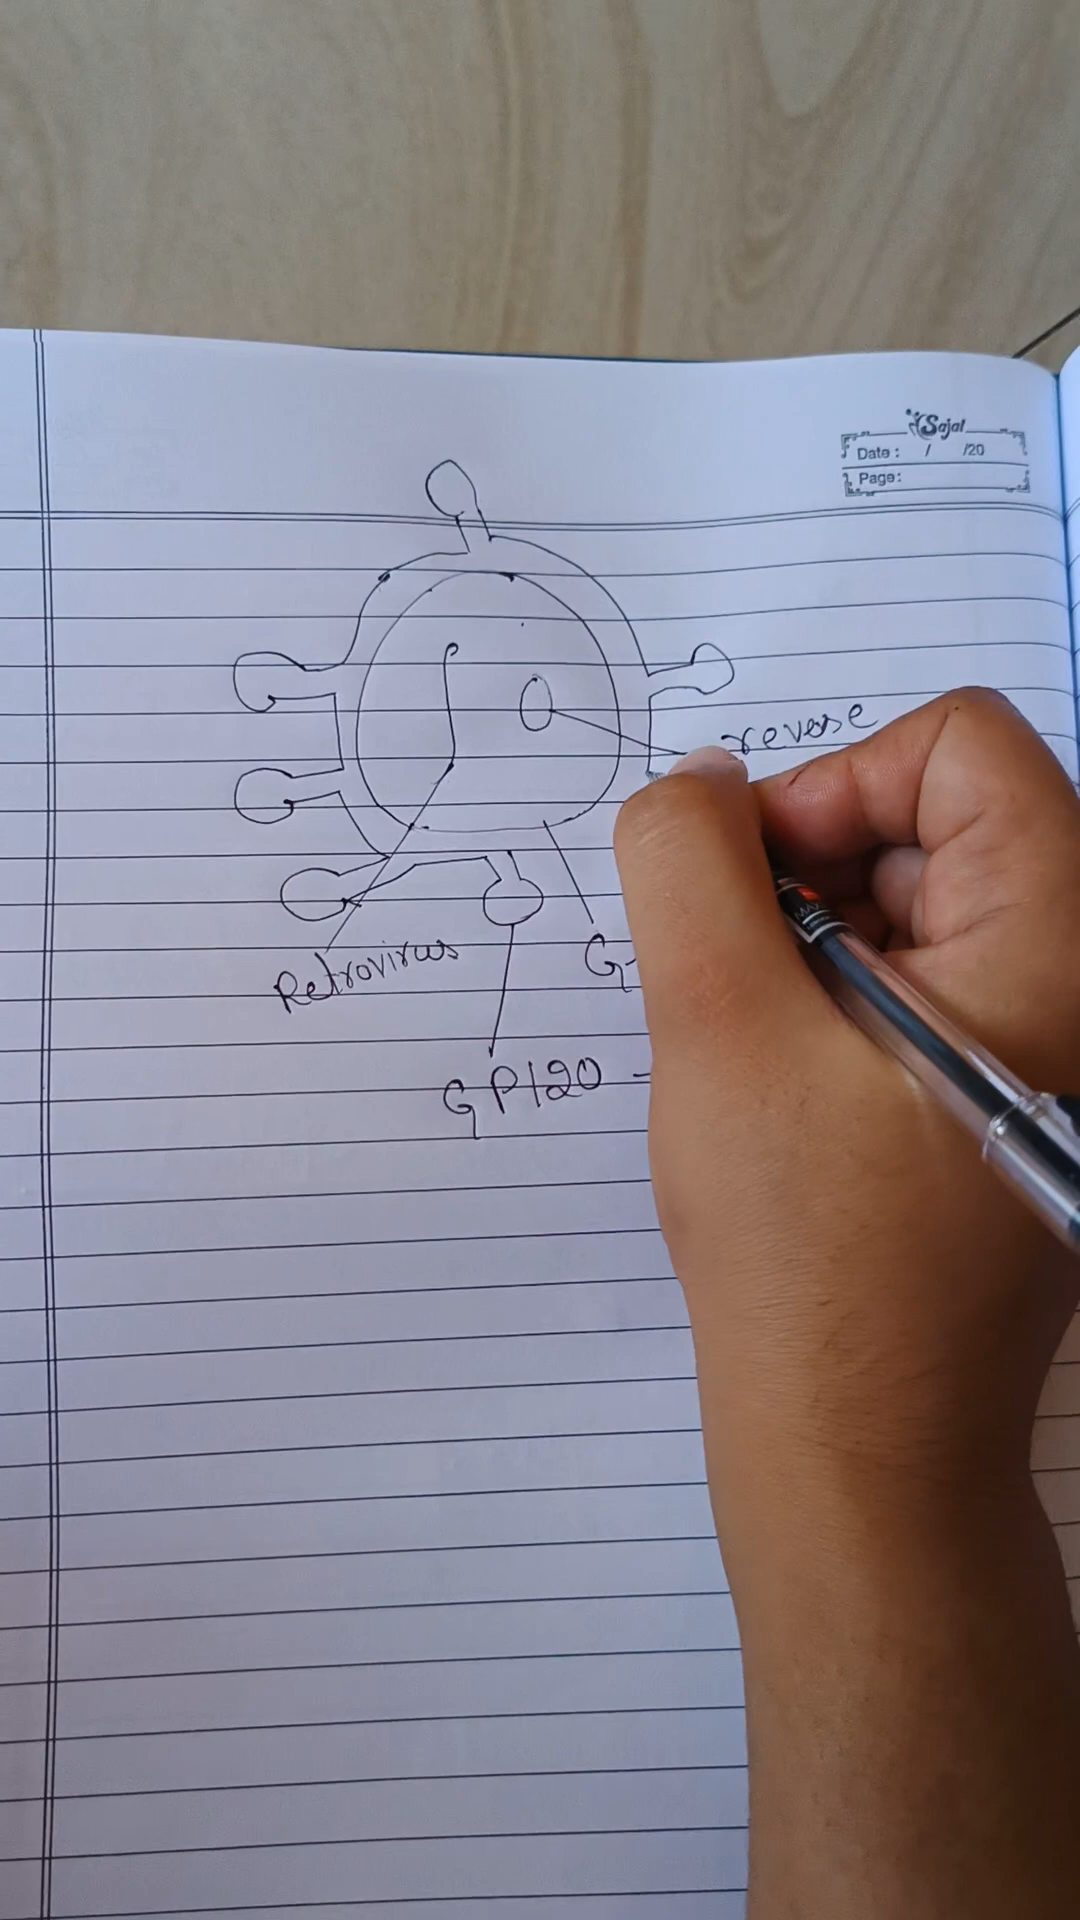 Sajal
Date: / /20
Page:
reverse
Retrovirus
G-
GP120 -